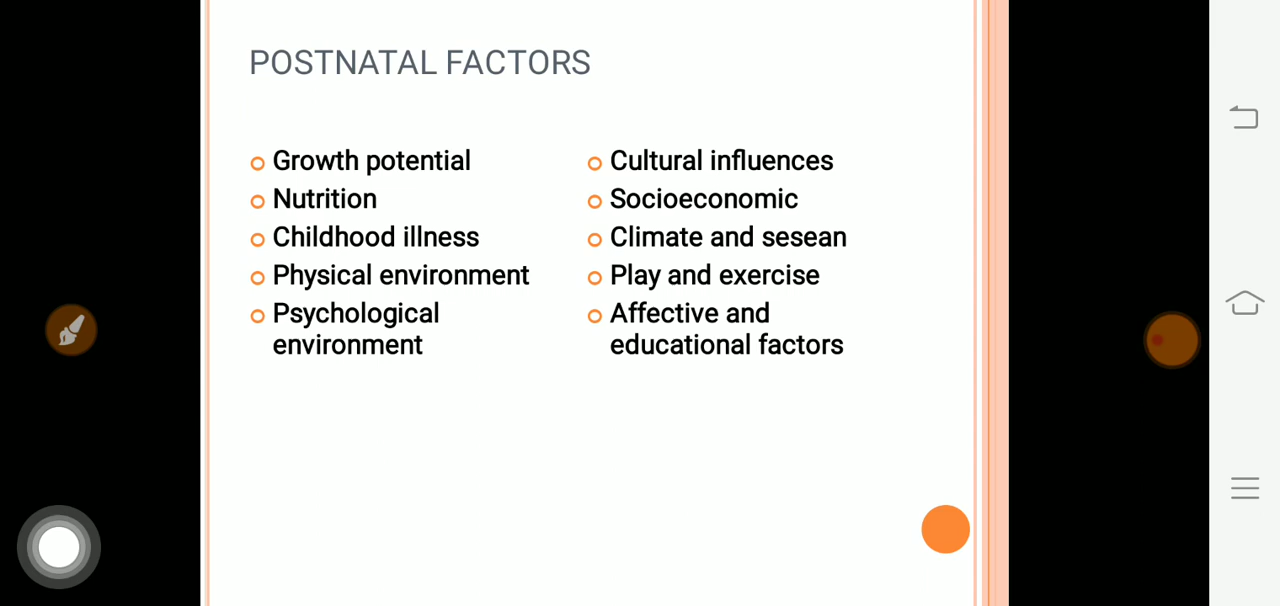 POSTNATAL FACTORS
Growth potential
Nutrition
Childhood illness
Physical environment
Psychological
environment
Cultural influences
Socioeconomic
Climate and sesean
Play and exercise
Affective and
educational factors